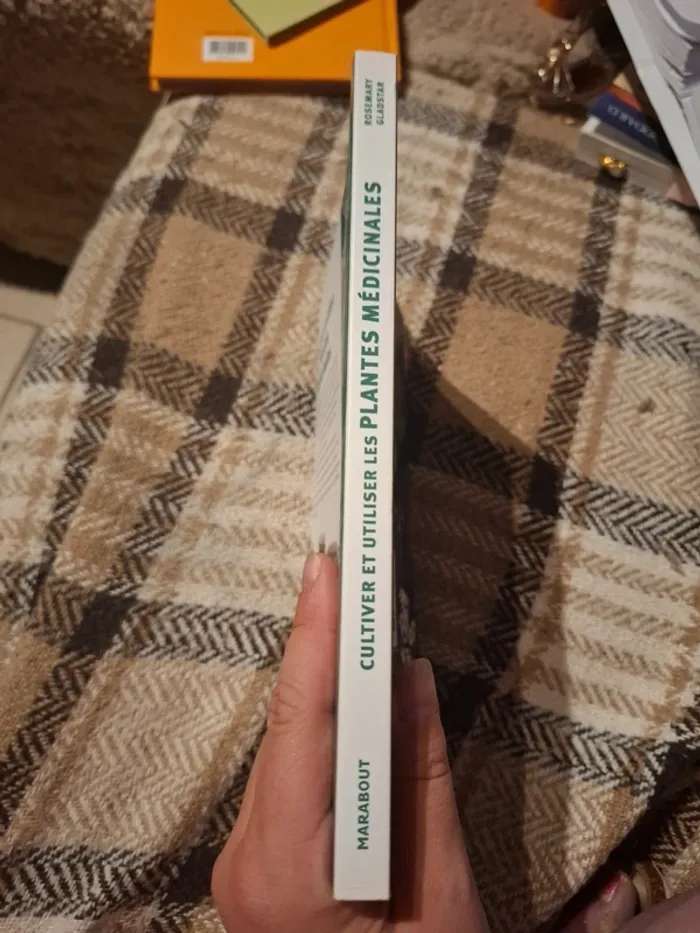 ROSEMARY
GLADSTAR
CULTIVER ET UTILISER LES PLANTES MÉDICINALES
MARABOUT